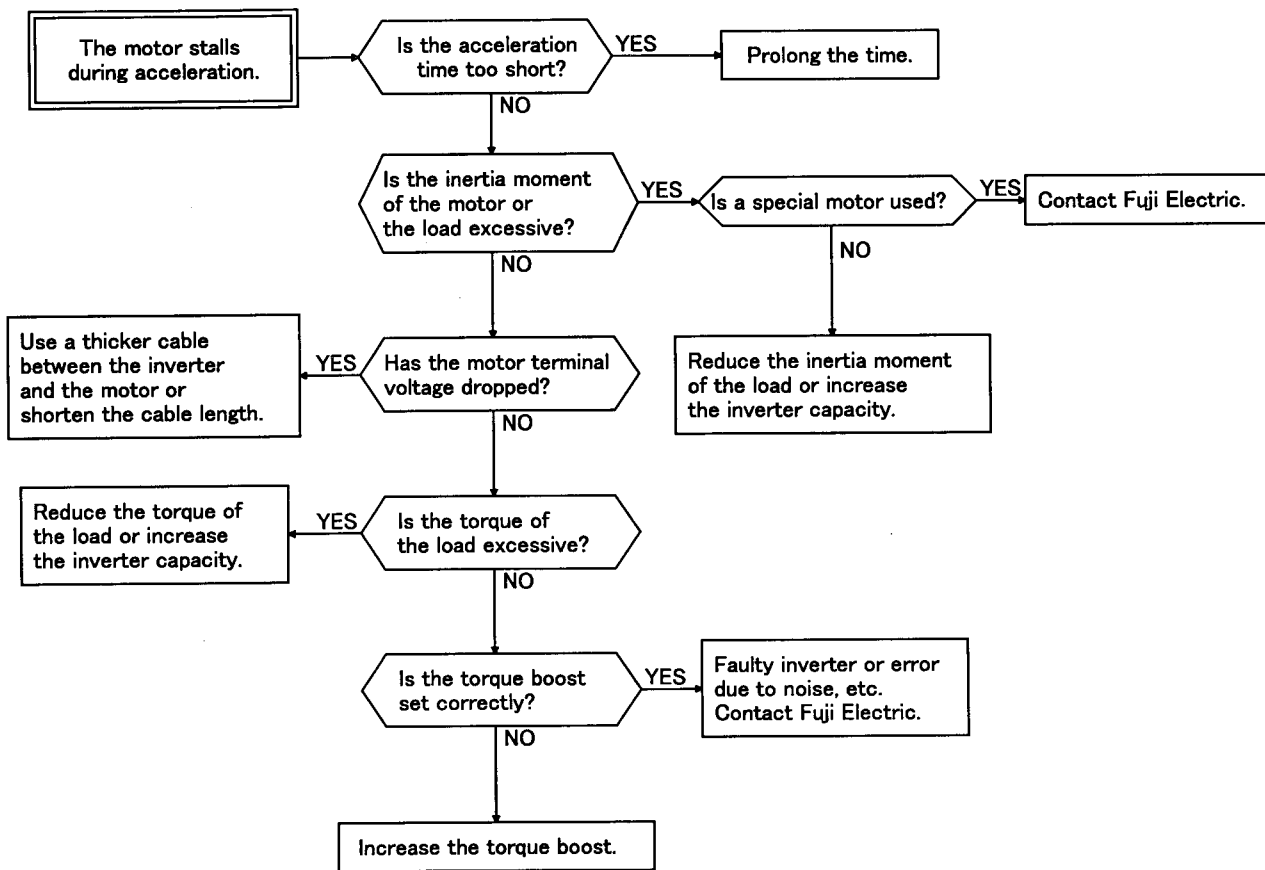 The motor stalls
during acceleration.
Is the acceleration
time too short?
YES
Prolong the time.
NO
Is the inertia moment
of the motor or
the load excessive?
YES
Is a special motor used?
YES
Contact Fuji Electric.
NO
NO
Use a thicker cable
between the inverter
and the motor or
shorten the cable length.
YES
Has the motor terminal
voltage dropped?
Reduce the inertia moment
of the load or increase
the inverter capacity.
NO
Reduce the torque of
the load or increase
the inverter capacity.
YES
Is the torque of
the load excessive?
NO
Is the torque boost
set correctly?
YES
Faulty inverter or error
due to noise, etc.
Contact Fuji Electric.
NO
Increase the torque boost.